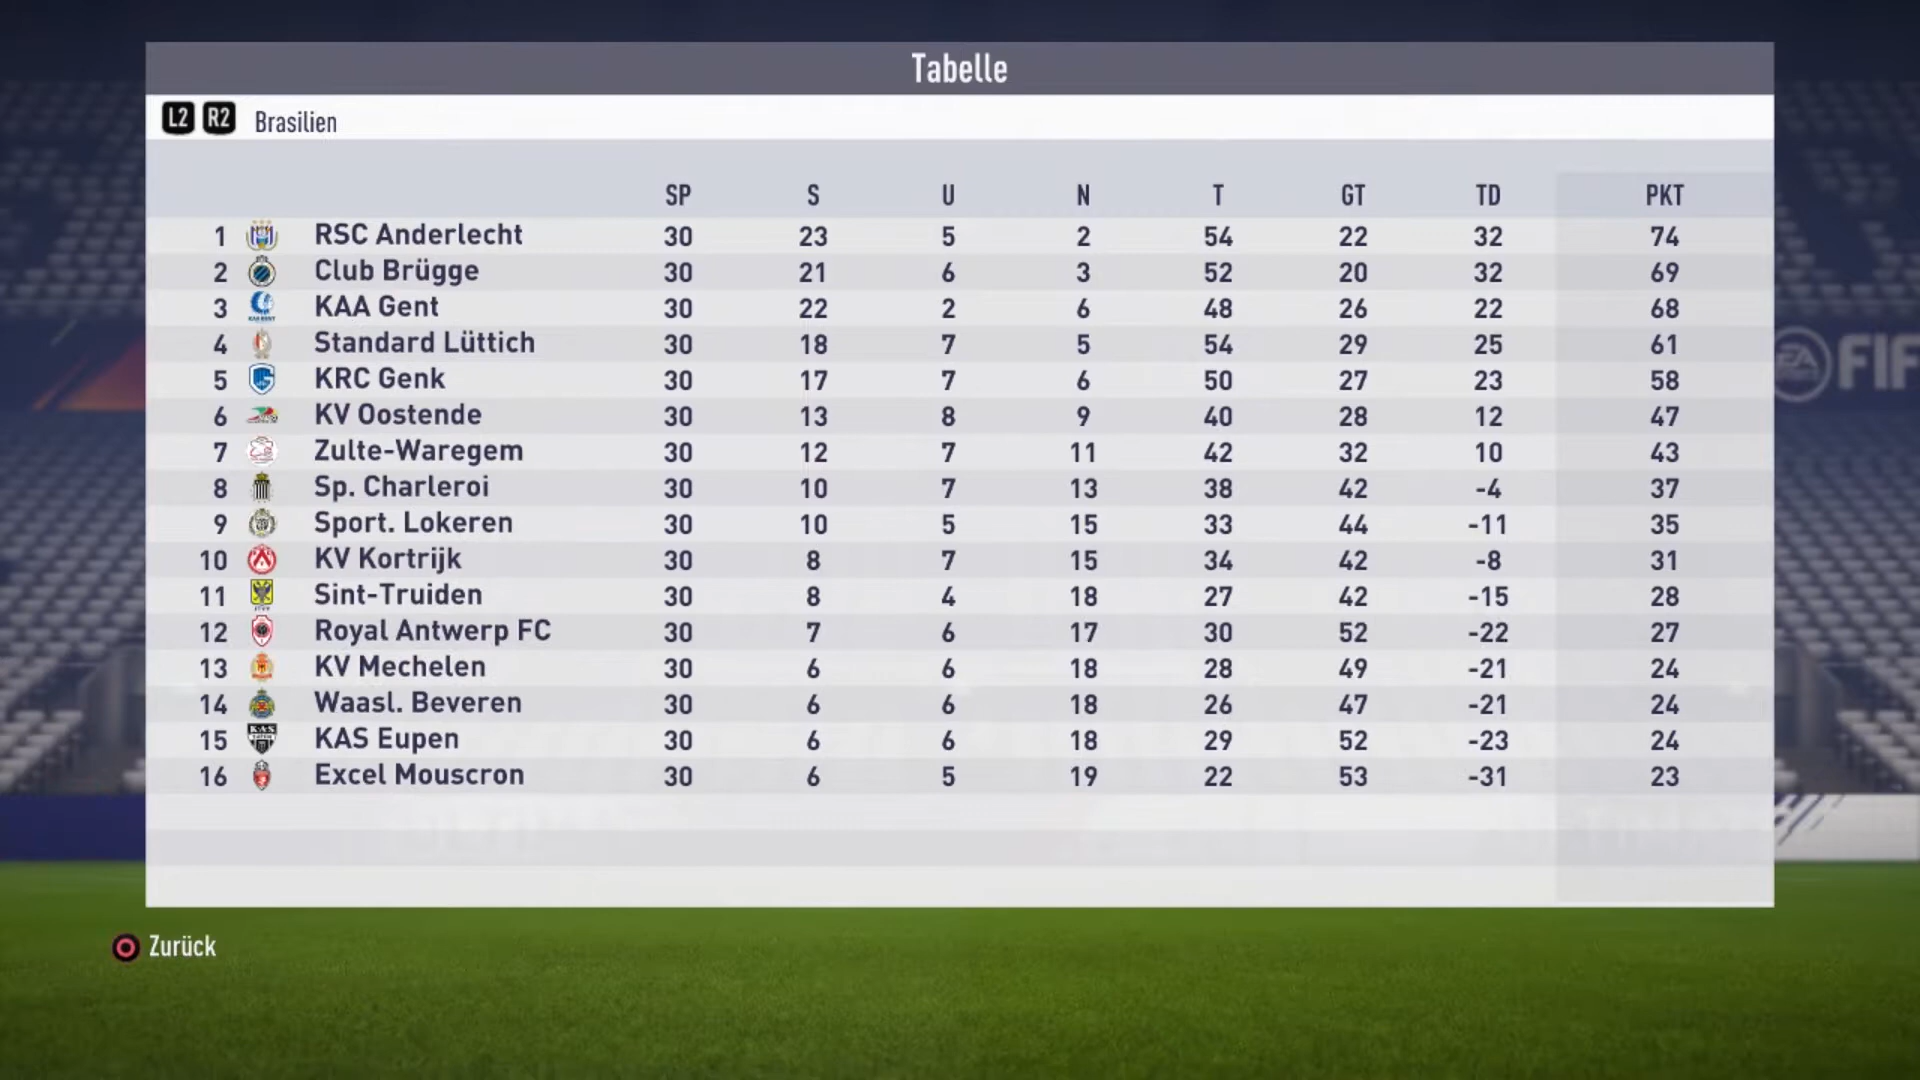 Tabelle
L2 R2 Brasilien
SP S U N T GT TD PKT
1 RSC Anderlecht 30 23 5 2 54 22 32 74
2 Club Brügge 30 21 6 3 52 20 32 69
3 KAA Gent 30 22 2 6 48 26 22 68
4 Standard Lüttich 30 18 7 5 54 29 25 61
5 KRC Genk 30 17 7 6 50 27 23 58
6 KV Oostende 30 13 8 9 40 28 12 47
7 Zulte-Waregem 30 12 7 11 42 32 10 43
8 Sp. Charleroi 30 10 7 13 38 42 -4 37
9 Sport. Lokeren 30 10 5 15 33 44 -11 35
10 KV Kortrijk 30 8 7 15 34 42 -8 31
11 Sint-Truiden 30 8 4 18 27 42 -15 28
12 Royal Antwerp FC 30 7 6 17 30 52 -22 27
13 KV Mechelen 30 6 6 18 28 49 -21 24
14 Waasl. Beveren 30 6 6 18 26 47 -21 24
15 KAS Eupen 30 6 6 18 29 52 -23 24
16 Excel Mouscron 30 6 5 19 22 53 -31 23
EA FIF
Zurück